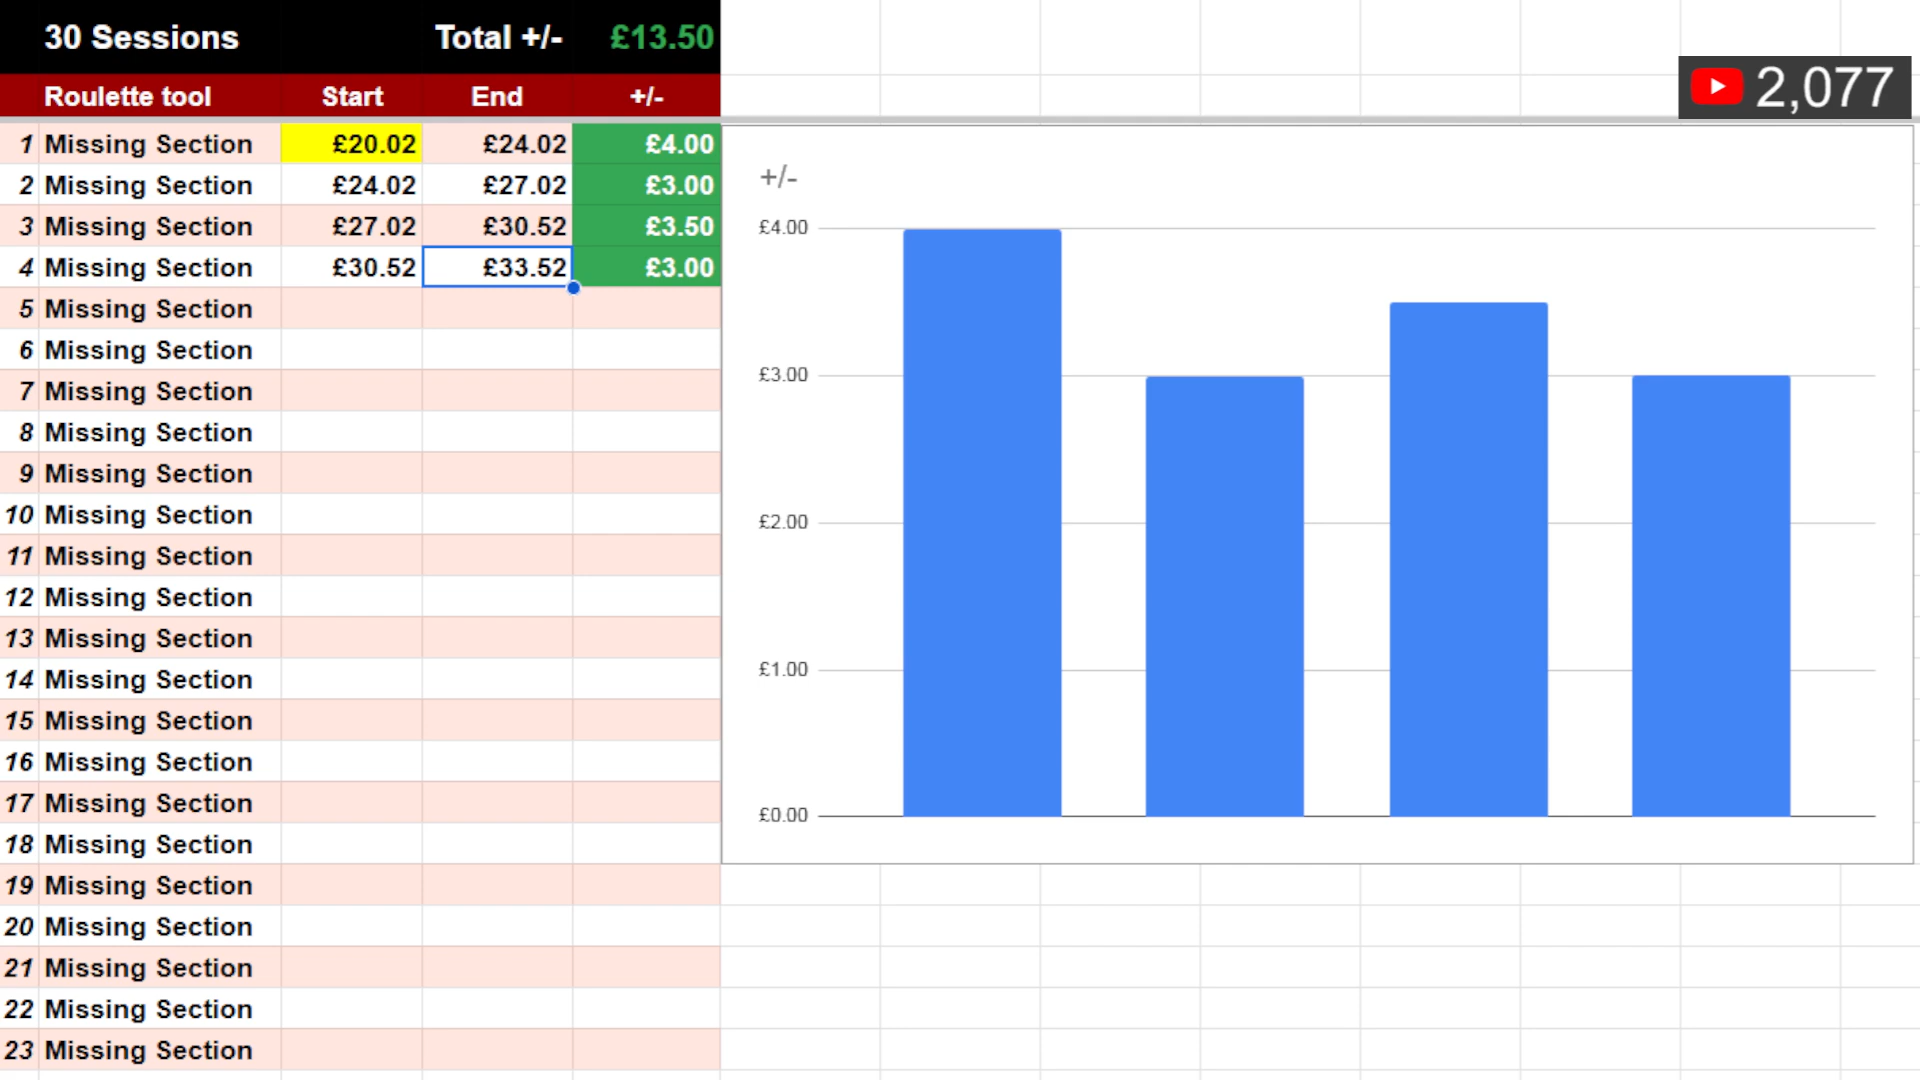 30 Sessions Total +/- £13.50
Roulette tool Start End +/-
2,077
1 Missing Section £20.02 £24.02 £4.00
2 Missing Section £24.02 £27.02 £3.00
3 Missing Section £27.02 £30.52 £3.50
4 Missing Section £30.52 £33.52 £3.00
5 Missing Section
6 Missing Section
7 Missing Section
8 Missing Section
9 Missing Section
10 Missing Section
11 Missing Section
12 Missing Section
13 Missing Section
14 Missing Section
15 Missing Section
16 Missing Section
17 Missing Section
18 Missing Section
19 Missing Section
20 Missing Section
21 Missing Section
22 Missing Section
23 Missing Section
+/-
£4.00
£3.00
£2.00
£1.00
£0.00